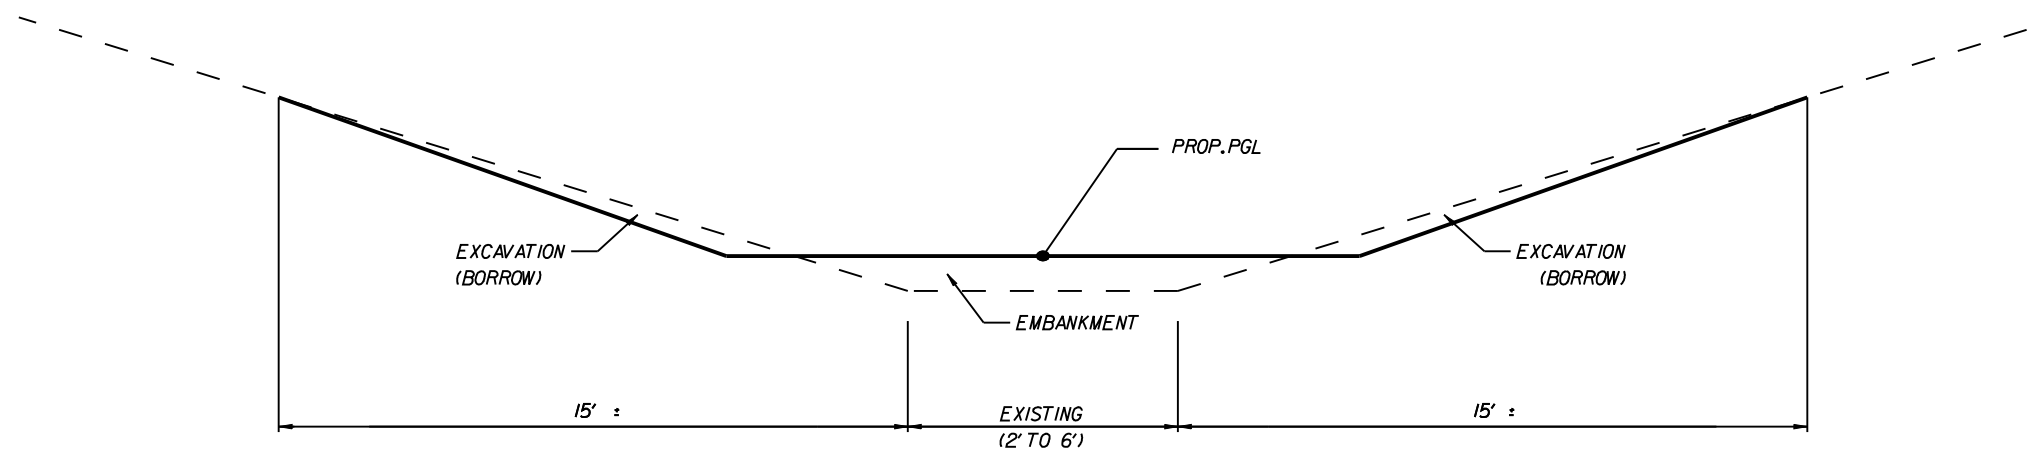 PROP.PGL
EXCAVATION
(BORROW)
EXCAVATION
(BORROW)
EMBANKMENT
15' ±
EXISTING
(2' TO 6')
15' ±